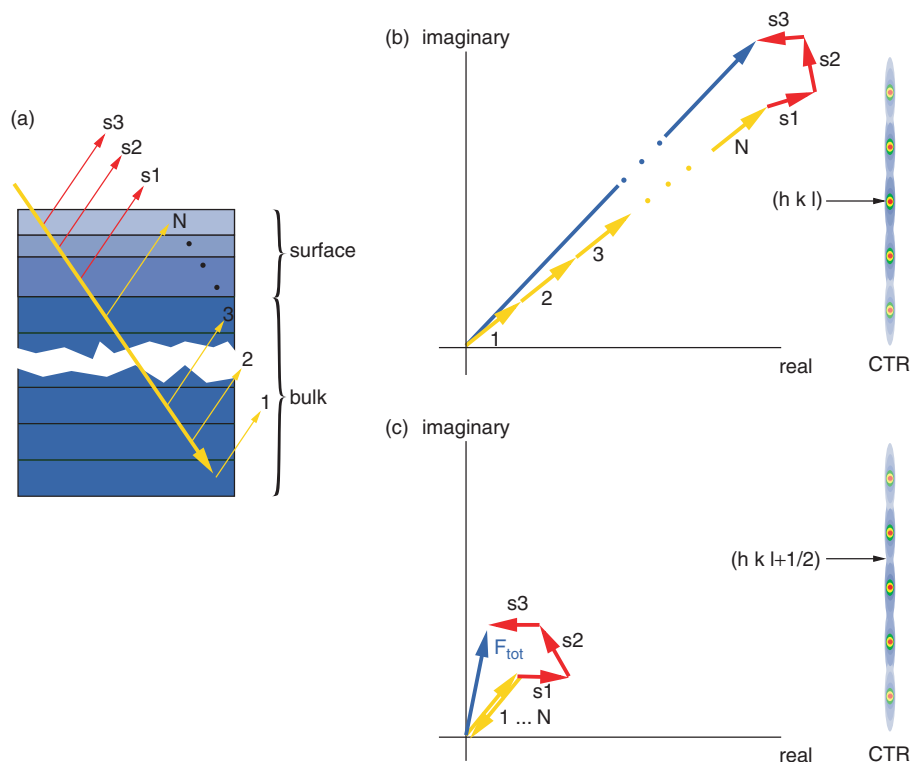 (a)
s3
s2
s1
N
surface
3
2
1
bulk
(b) imaginary
s3
s2
s1
N
3
2
1
real
(h k l)
CTR
(c) imaginary
s3
s2
F_tot
s1
1 ... N
real
(h k l+1/2)
CTR